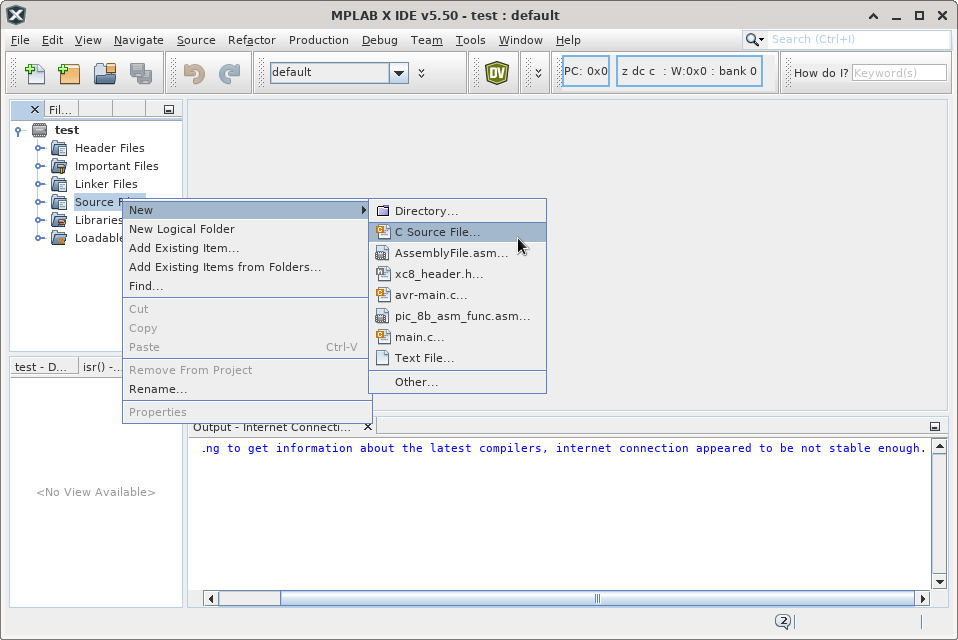 MPLAB X IDE v5.50 - test : default
File Edit View Navigate Source Refactor Production Debug Team Tools Window Help
Search (Ctrl+I)
default
DV
PC: 0x0
z dc c : W:0x0 : bank 0
How do I?
Keyword(s)
Fil...
test
Header Files
Important Files
Linker Files
Source F
Libraries
Loadable
New
New Logical Folder
Add Existing Item...
Add Existing Items from Folders...
Find...
Cut
Copy
Paste Ctrl-V
Remove From Project
Rename...
Properties
Directory...
C Source File...
AssemblyFile.asm...
xc8_header.h...
avr-main.c...
pic_8b_asm_func.asm...
main.c...
Text File...
Other...
test - D...
isr() -...
<No View Available>
Output - Internet Connecti...
.ng to get information about the latest compilers, internet connection appeared to be not stable enough.
2